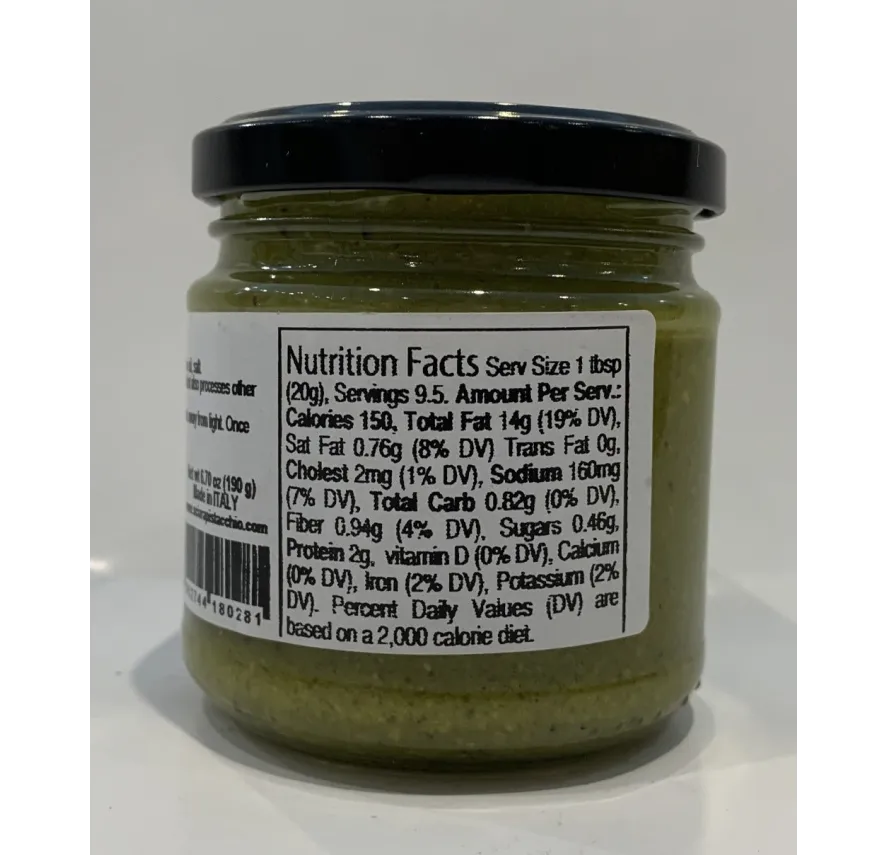 salt.
also processes other
away from light. Once
Net wt 6.70 oz (190 g)
Made in ITALY
pistacchio.com
180281
Nutrition Facts Serv Size 1 tbsp
(20g), Servings 9.5. Amount Per Serv.:
Calories 150, Total Fat 14g (19% DV),
Sat Fat 0.76g (8% DV) Trans Fat 0g,
Cholest 2mg (1% DV), Sodium 160mg
(7% DV), Total Carb 0.82g (0% DV),
Fiber 0.94g (4% DV), Sugars 0.46g,
Protein 2g, vitamin D (0% DV), Calcium
(0% DV), Iron (2% DV), Potassium (2%
DV). Percent Daily Values (DV) are
based on a 2,000 calorie diet.